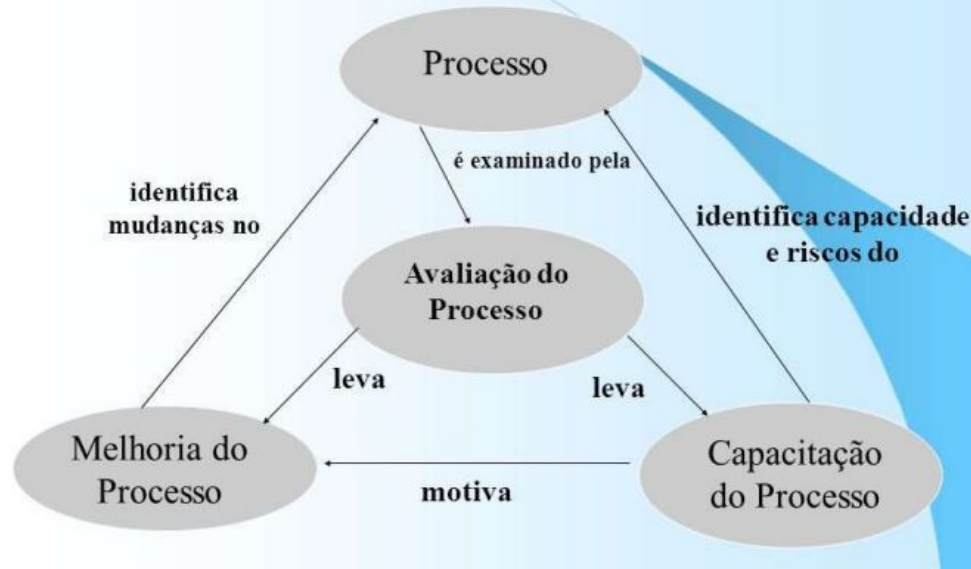 Processo
é examinado pela
identifica
mudanças no
identifica capacidade
e riscos do
Avaliação do
Processo
leva
leva
Melhoria do
Processo
motiva
Capacitação
do Processo